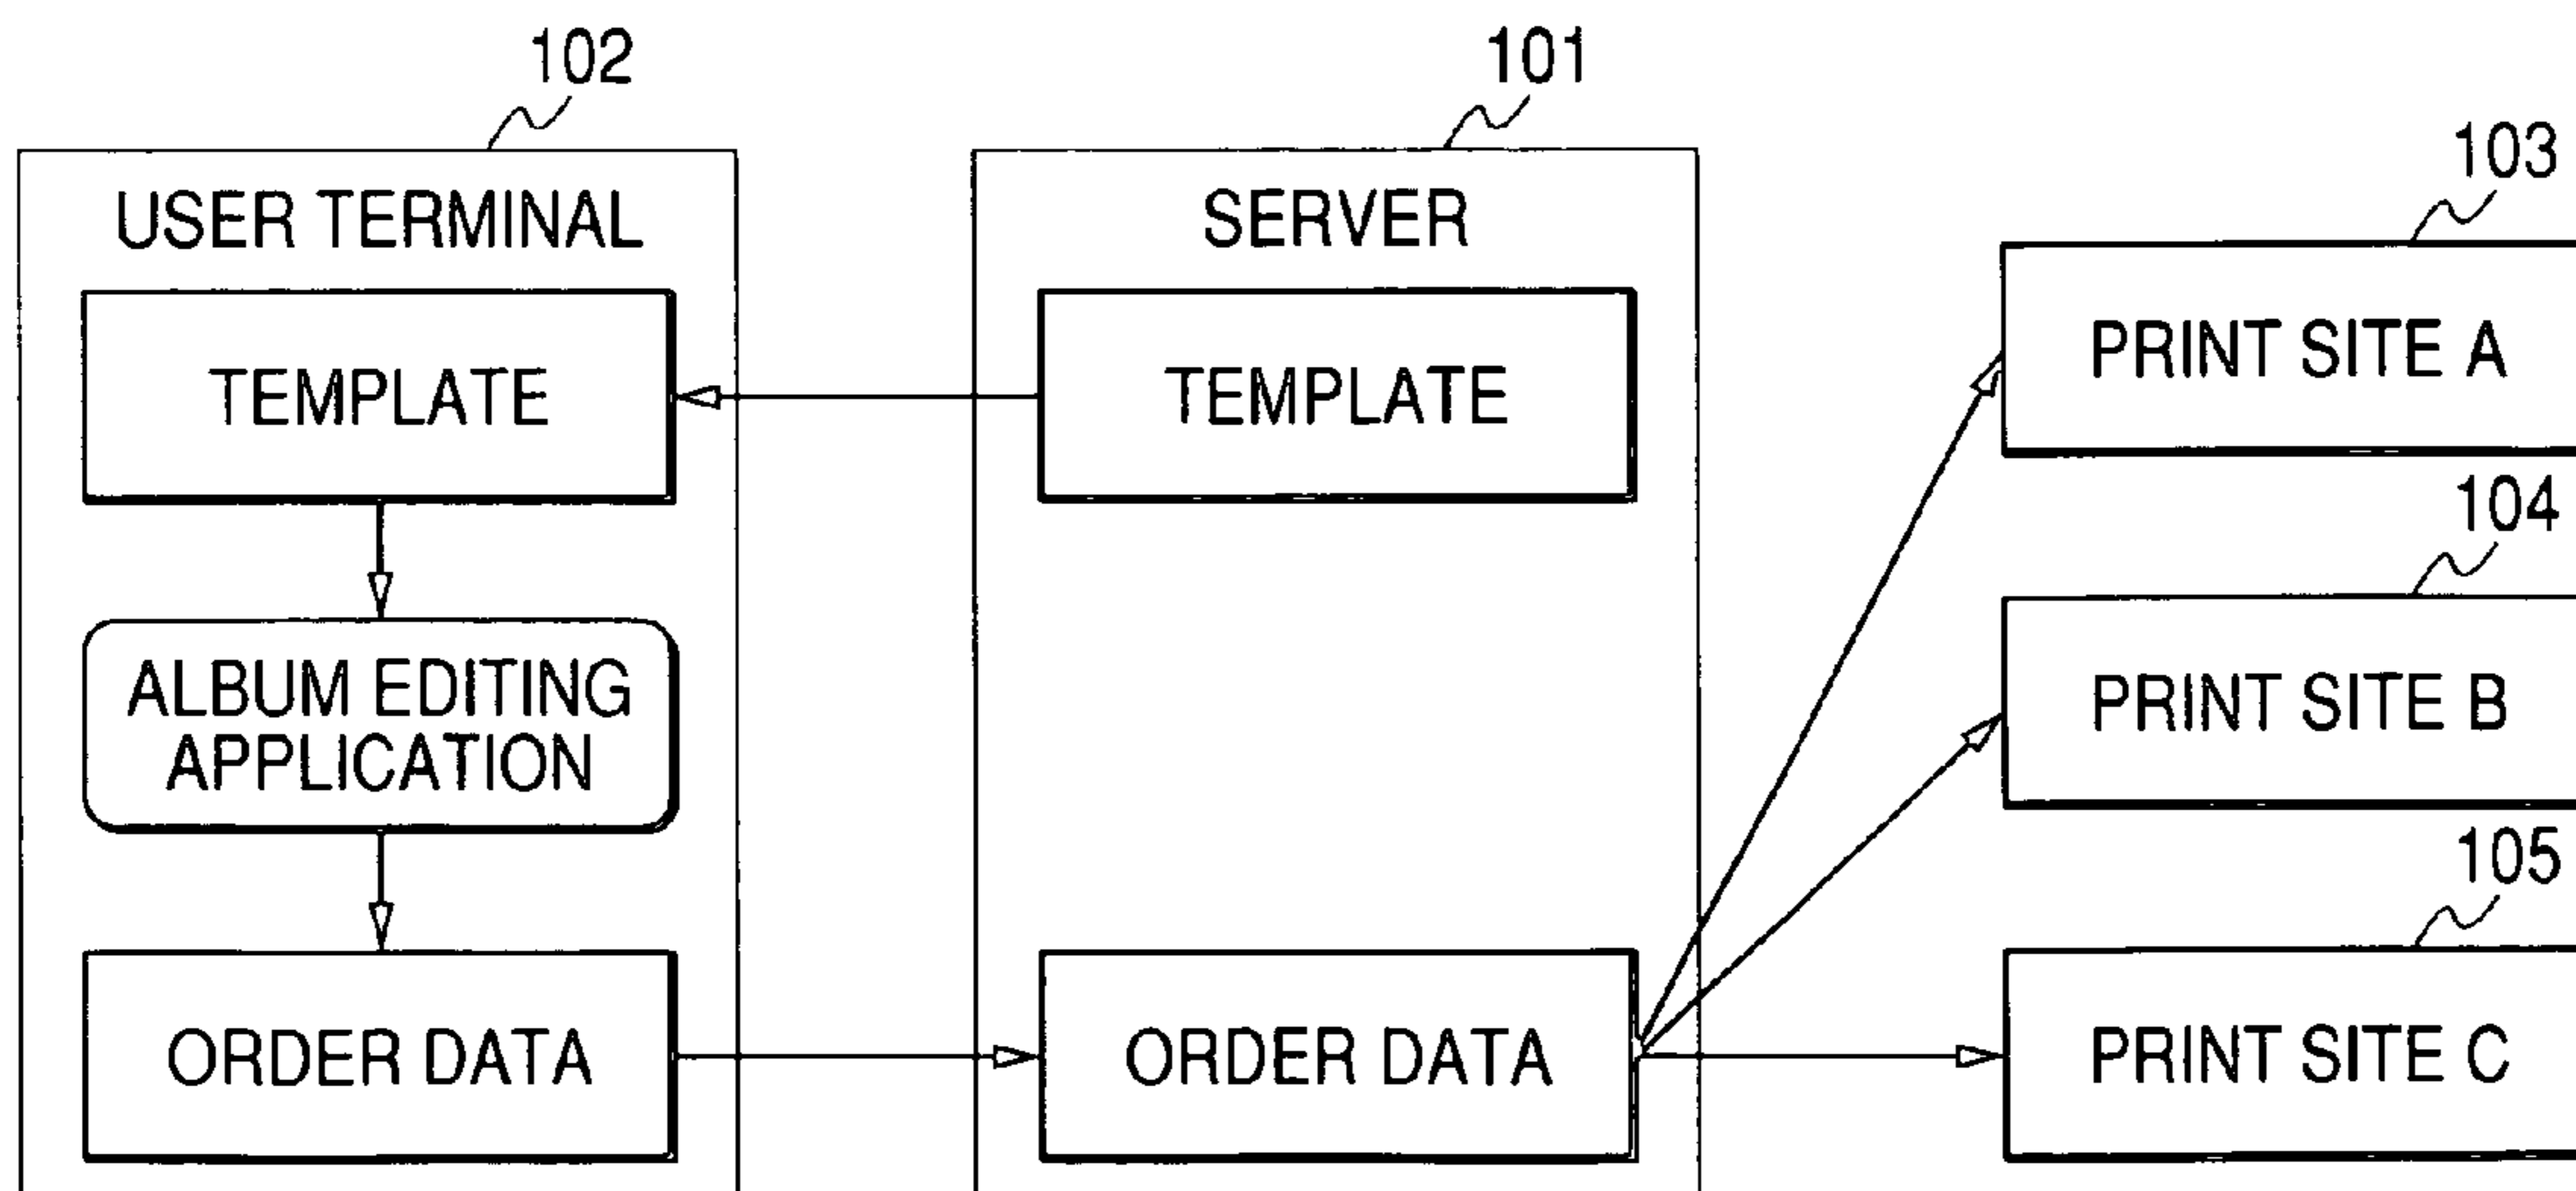 102
101
103
USER TERMINAL
SERVER
TEMPLATE
TEMPLATE
PRINT SITE A
104
ALBUM EDITING
APPLICATION
PRINT SITE B
105
ORDER DATA
ORDER DATA
PRINT SITE C